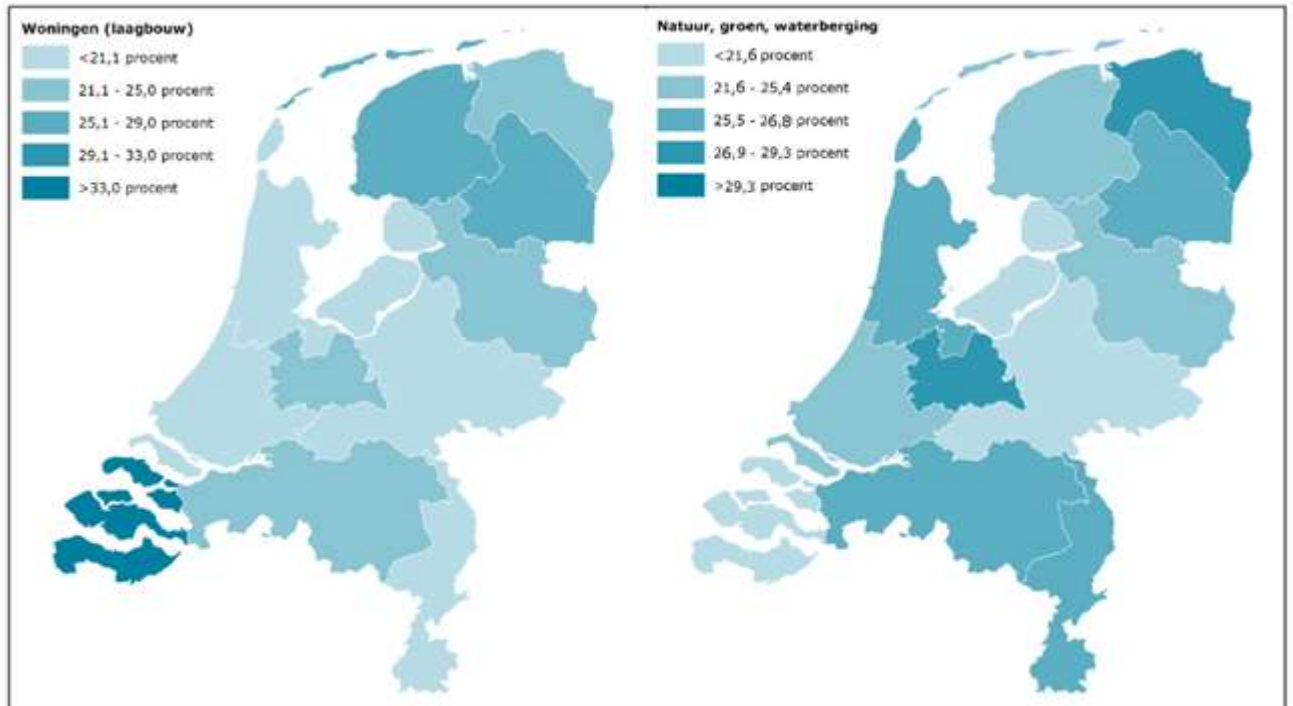 Woningen (laagbouw)
<21,1 procent
21,1 - 25,0 procent
25,1 - 29,0 procent
29,1 - 33,0 procent
>33,0 procent
Natuur, groen, waterberging
<21,6 procent
21,6 - 25,4 procent
25,5 - 26,8 procent
26,9 - 29,3 procent
>29,3 procent